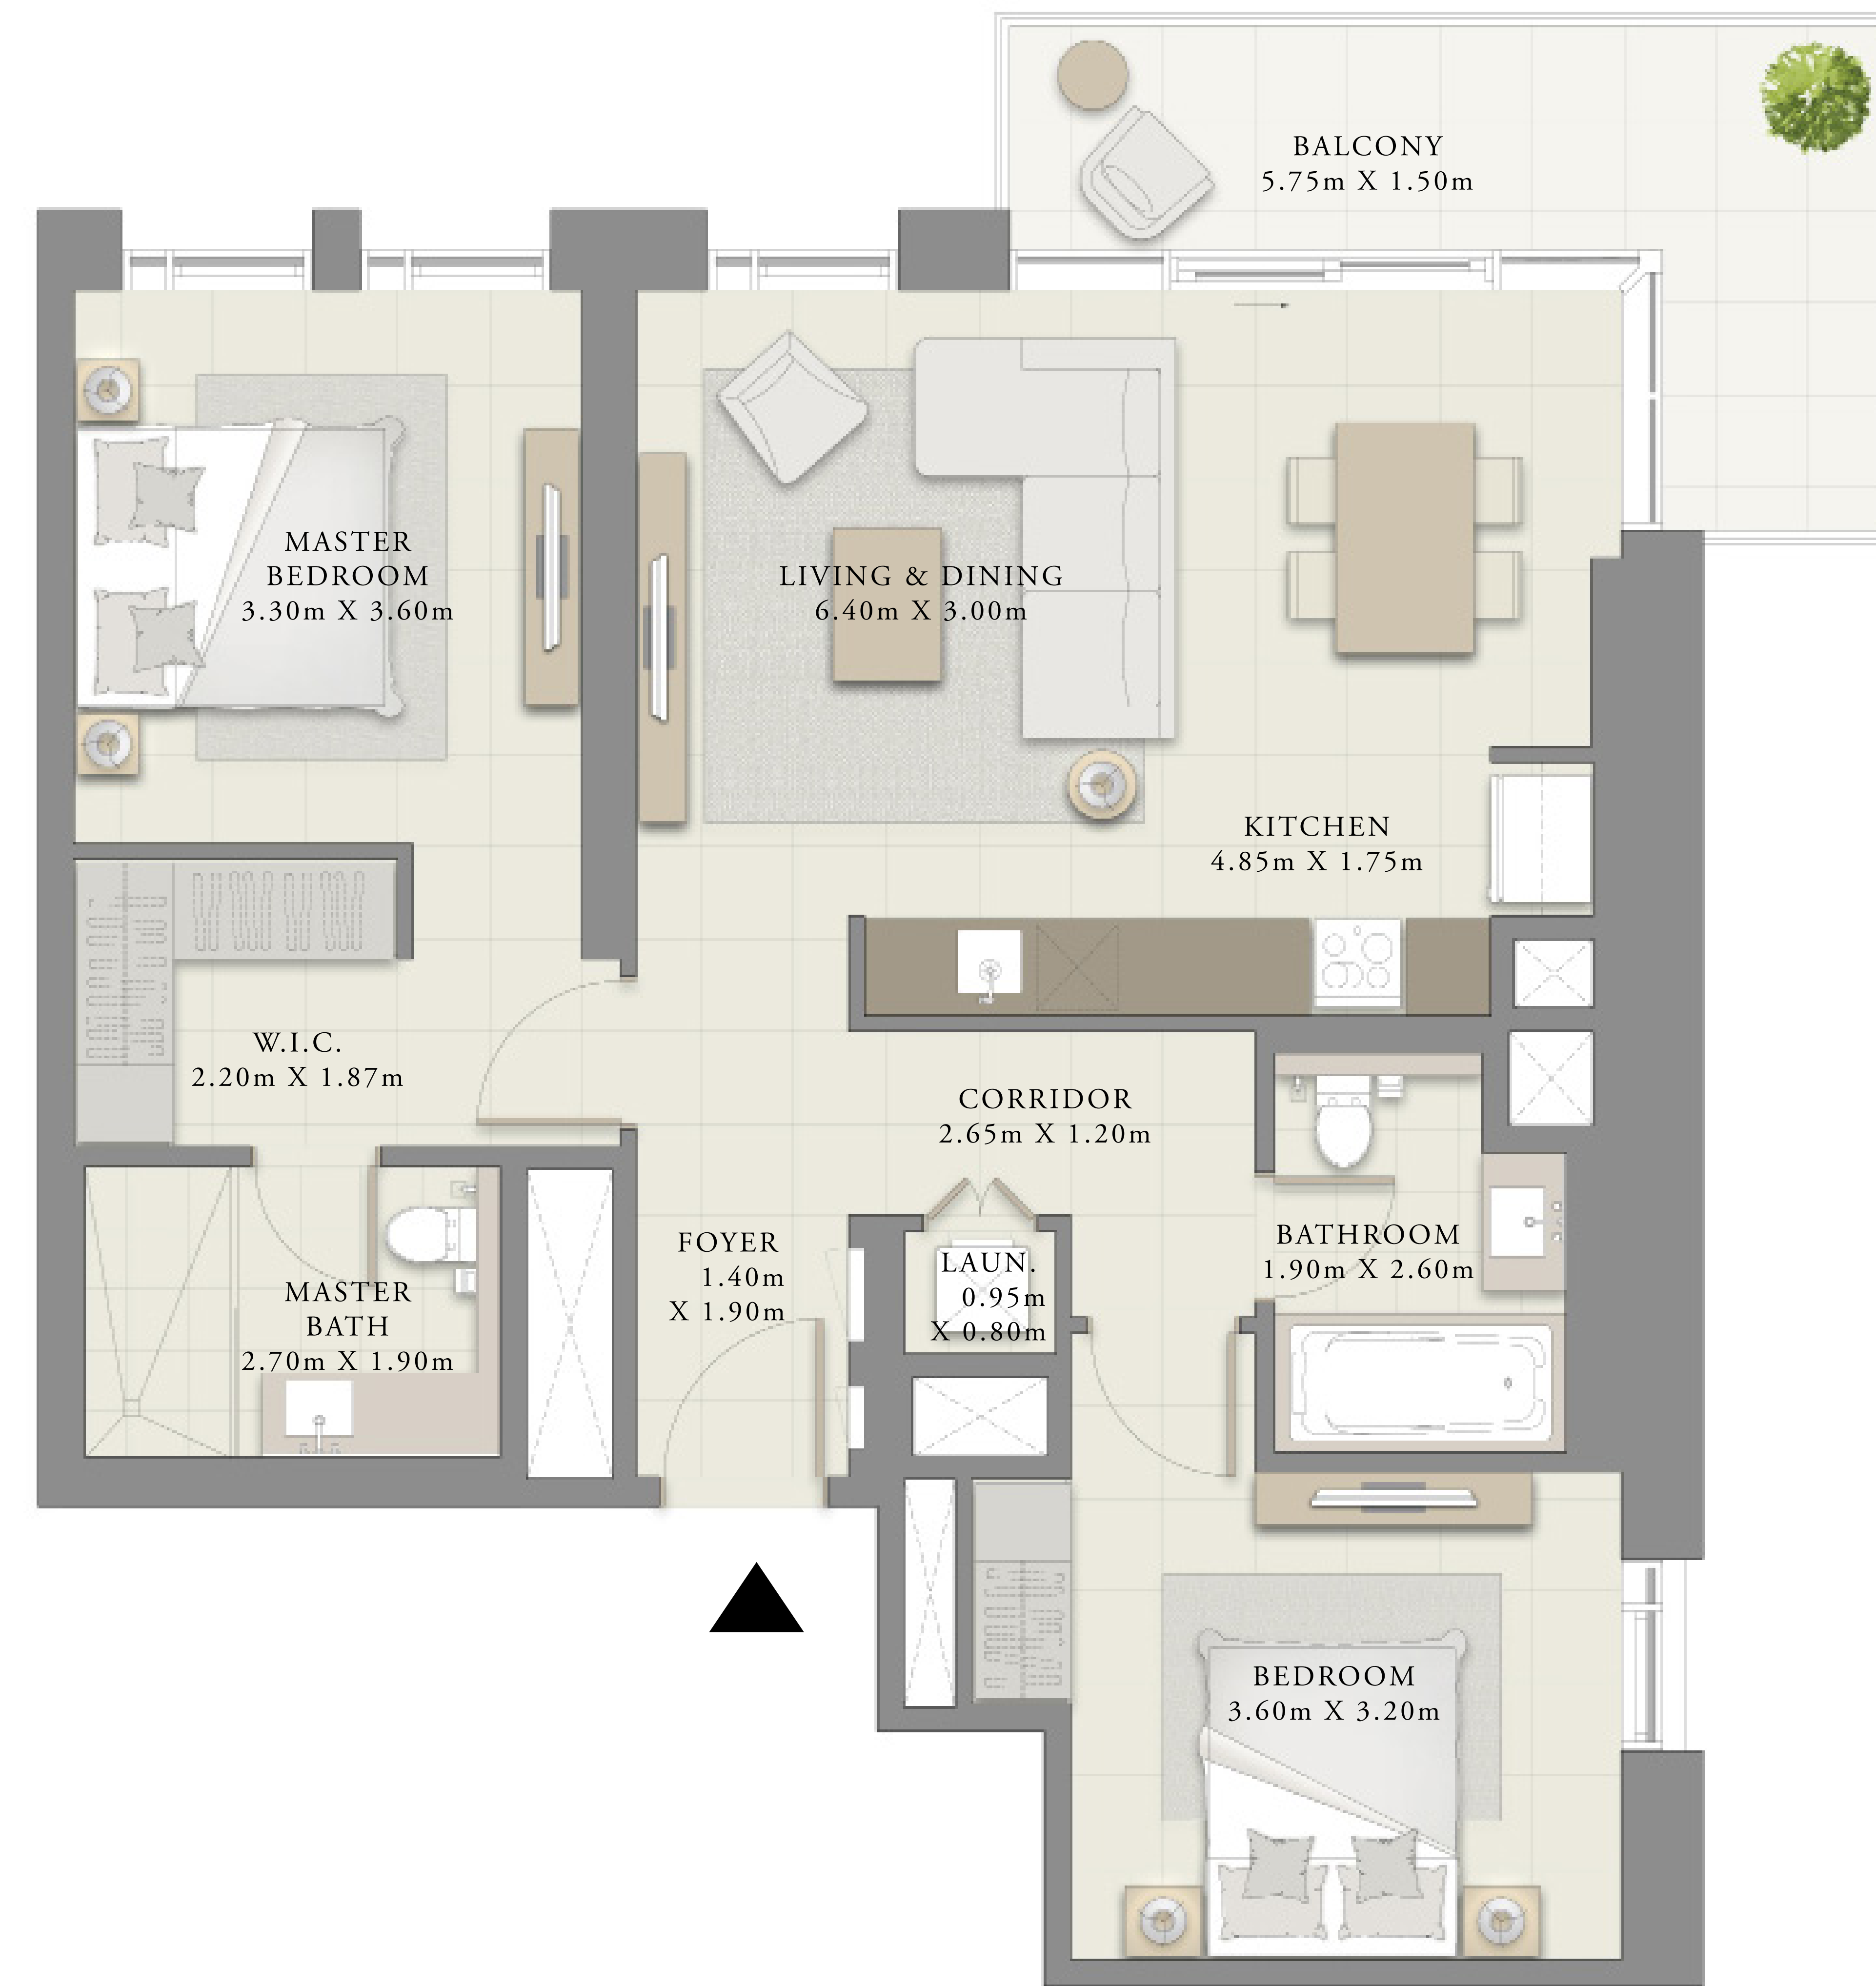 BALCONY
5.75m X 1.50m
MASTER
BEDROOM
3.30m X 3.60m
LIVING & DINING
6.40m X 3.00m
KITCHEN
4.85m X 1.75m
W.I.C.
2.20m X 1.87m
CORRIDOR
2.65m X 1.20m
FOYER
1.40m
X 1.90m
LAUN.
0.95m
X 0.80m
BATHROOM
1.90m X 2.60m
MASTER
BATH
2.70m X 1.90m
BEDROOM
3.60m X 3.20m